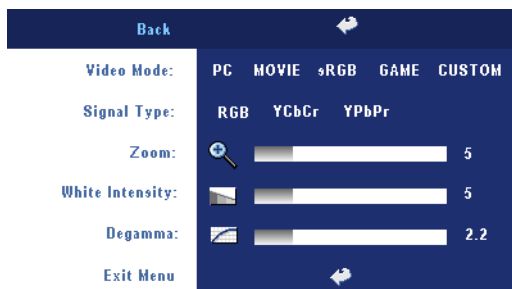 Back
Video Mode: PC MOVIE sRGB GAME CUSTOM
Signal Type: RGB YCbCr YPbPr
Zoom: 5
White Intensity: 5
Degamma: 2.2
Exit Menu